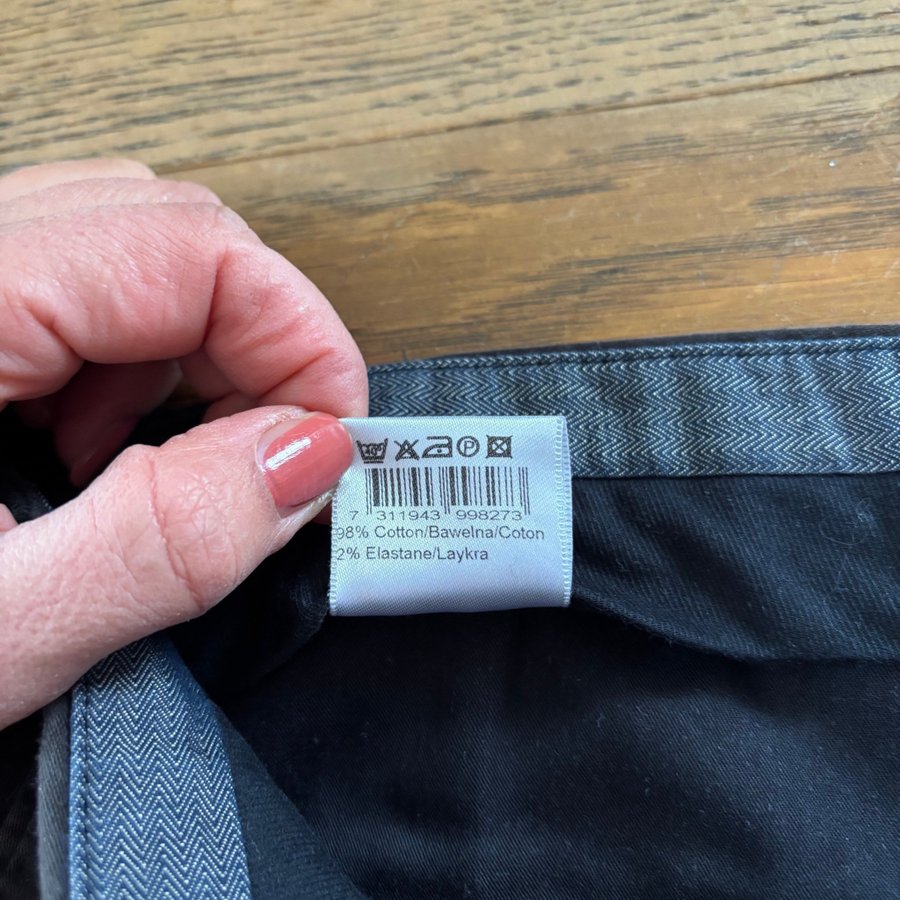 7 311943 998273
98% Cotton/Bawelna/Coton
2% Elastane/Laykra